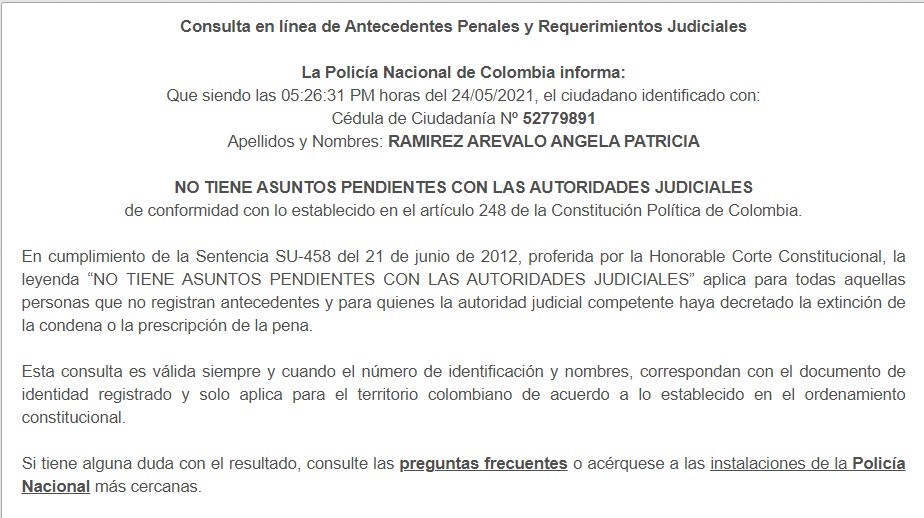 Consulta en línea de Antecedentes Penales y Requerimientos Judiciales
La Policía Nacional de Colombia informa:
Que siendo las 05:26:31 PM horas del 24/05/2021, el ciudadano identificado con:
Cédula de Ciudadanía Nº 52779891
Apellidos y Nombres: RAMIREZ AREVALO ANGELA PATRICIA
NO TIENE ASUNTOS PENDIENTES CON LAS AUTORIDADES JUDICIALES
de conformidad con lo establecido en el artículo 248 de la Constitución Política de Colombia.
En cumplimiento de la Sentencia SU-458 del 21 de junio de 2012, proferida por la Honorable Corte Constitucional, la
leyenda “NO TIENE ASUNTOS PENDIENTES CON LAS AUTORIDADES JUDICIALES” aplica para todas aquellas
personas que no registran antecedentes y para quienes la autoridad judicial competente haya decretado la extinción de
la condena o la prescripción de la pena.
Esta consulta es válida siempre y cuando el número de identificación y nombres, correspondan con el documento de
identidad registrado y solo aplica para el territorio colombiano de acuerdo a lo establecido en el ordenamiento
constitucional.
Si tiene alguna duda con el resultado, consulte las preguntas frecuentes o acérquese a las instalaciones de la Policía
Nacional más cercanas.